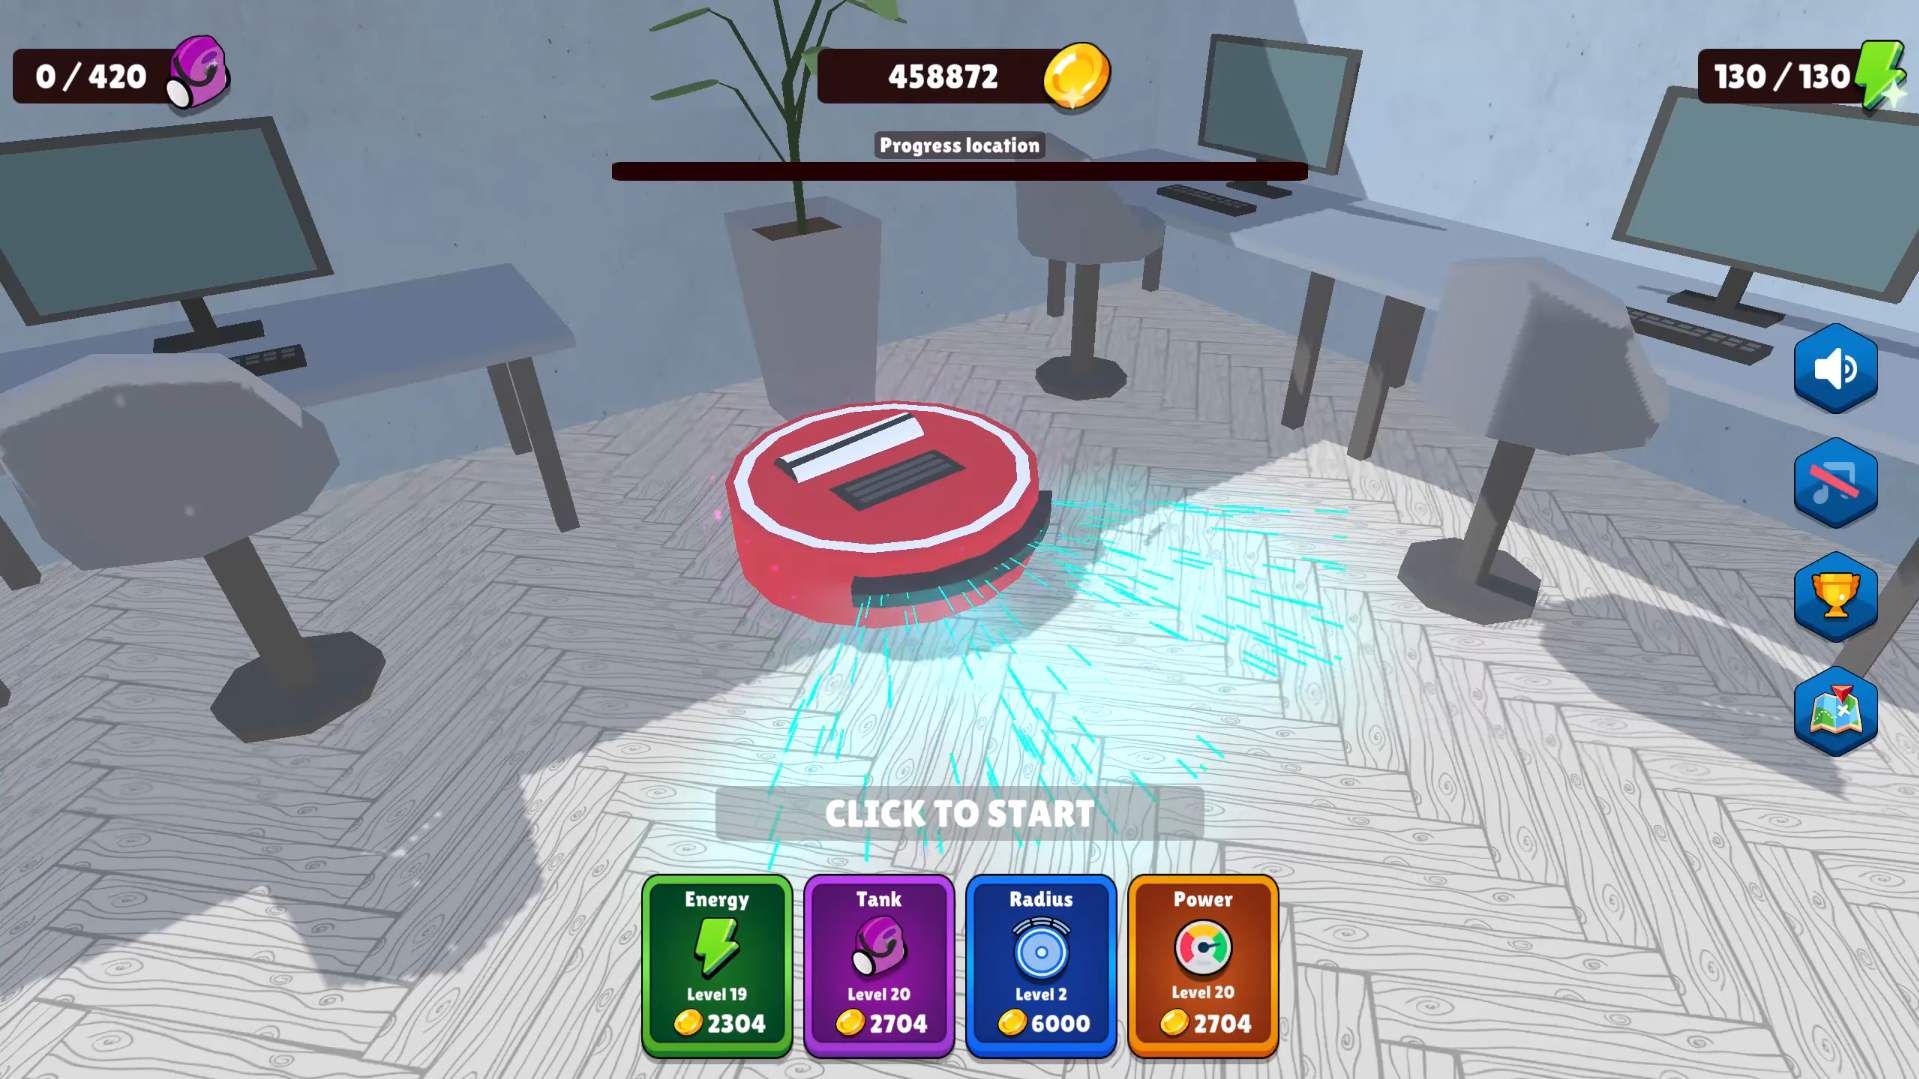 0 / 420
458872
130 / 130
Progress location
CLICK TO START
Energy
Level 19
2304
Tank
Level 20
2704
Radius
Level 2
6000
Power
Level 20
2704